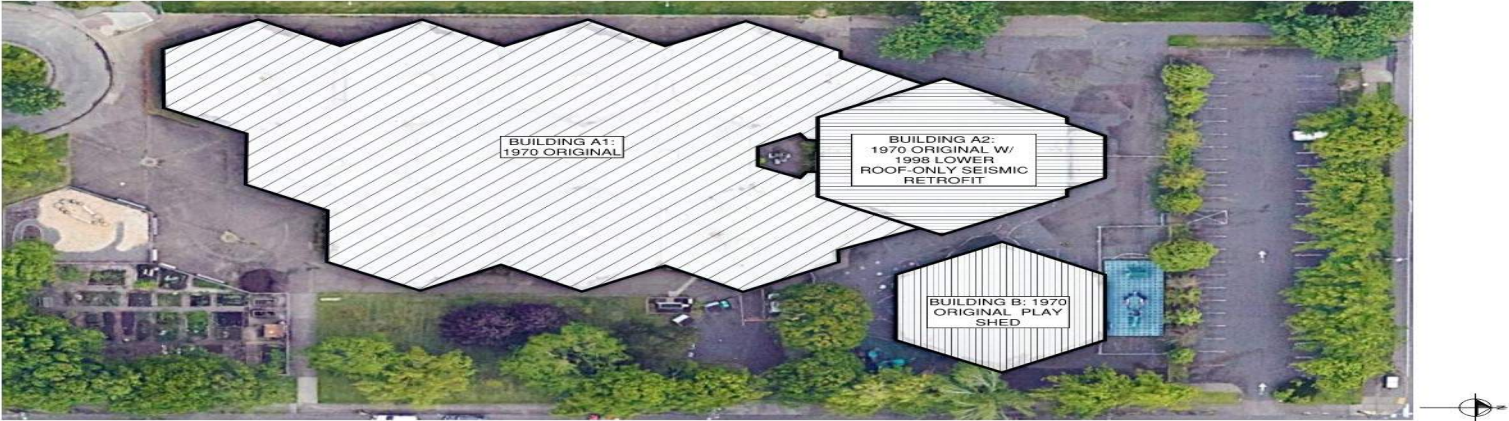 BUILDING A1:
1970 ORIGINAL
BUILDING A2:
1970 ORIGINAL W/
1998 LOWER
ROOF-ONLY SEISMIC
RETROFIT
BUILDING B: 1970
ORIGINAL PLAY
SHED
N